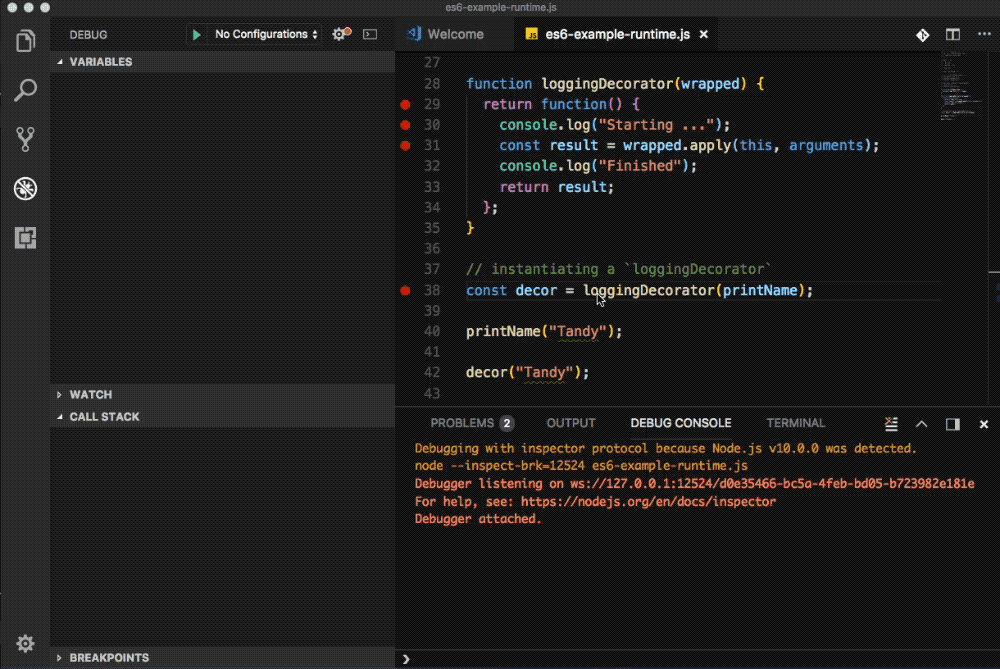 es6-example-runtime.js
DEBUG
No Configurations
Welcome
JS es6-example-runtime.js
VARIABLES
27
28 function loggingDecorator(wrapped) {
29 return function() {
30 console.log("Starting ...");
31 const result = wrapped.apply(this, arguments);
32 console.log("Finished");
33 return result;
34 };
35 }
36
37 // instantiating a `loggingDecorator`
38 const decor = loggingDecorator(printName);
39
40 printName("Tandy");
41
42 decor("Tandy");
43
WATCH
CALL STACK
PROBLEMS 2 OUTPUT DEBUG CONSOLE TERMINAL
Debugging with inspector protocol because Node.js v10.0.0 was detected.
node --inspect-brk=12524 es6-example-runtime.js
Debugger listening on ws://127.0.0.1:12524/d0e35466-bc5a-4feb-bd05-b723982e181e
For help, see: https://nodejs.org/en/docs/inspector
Debugger attached.
BREAKPOINTS